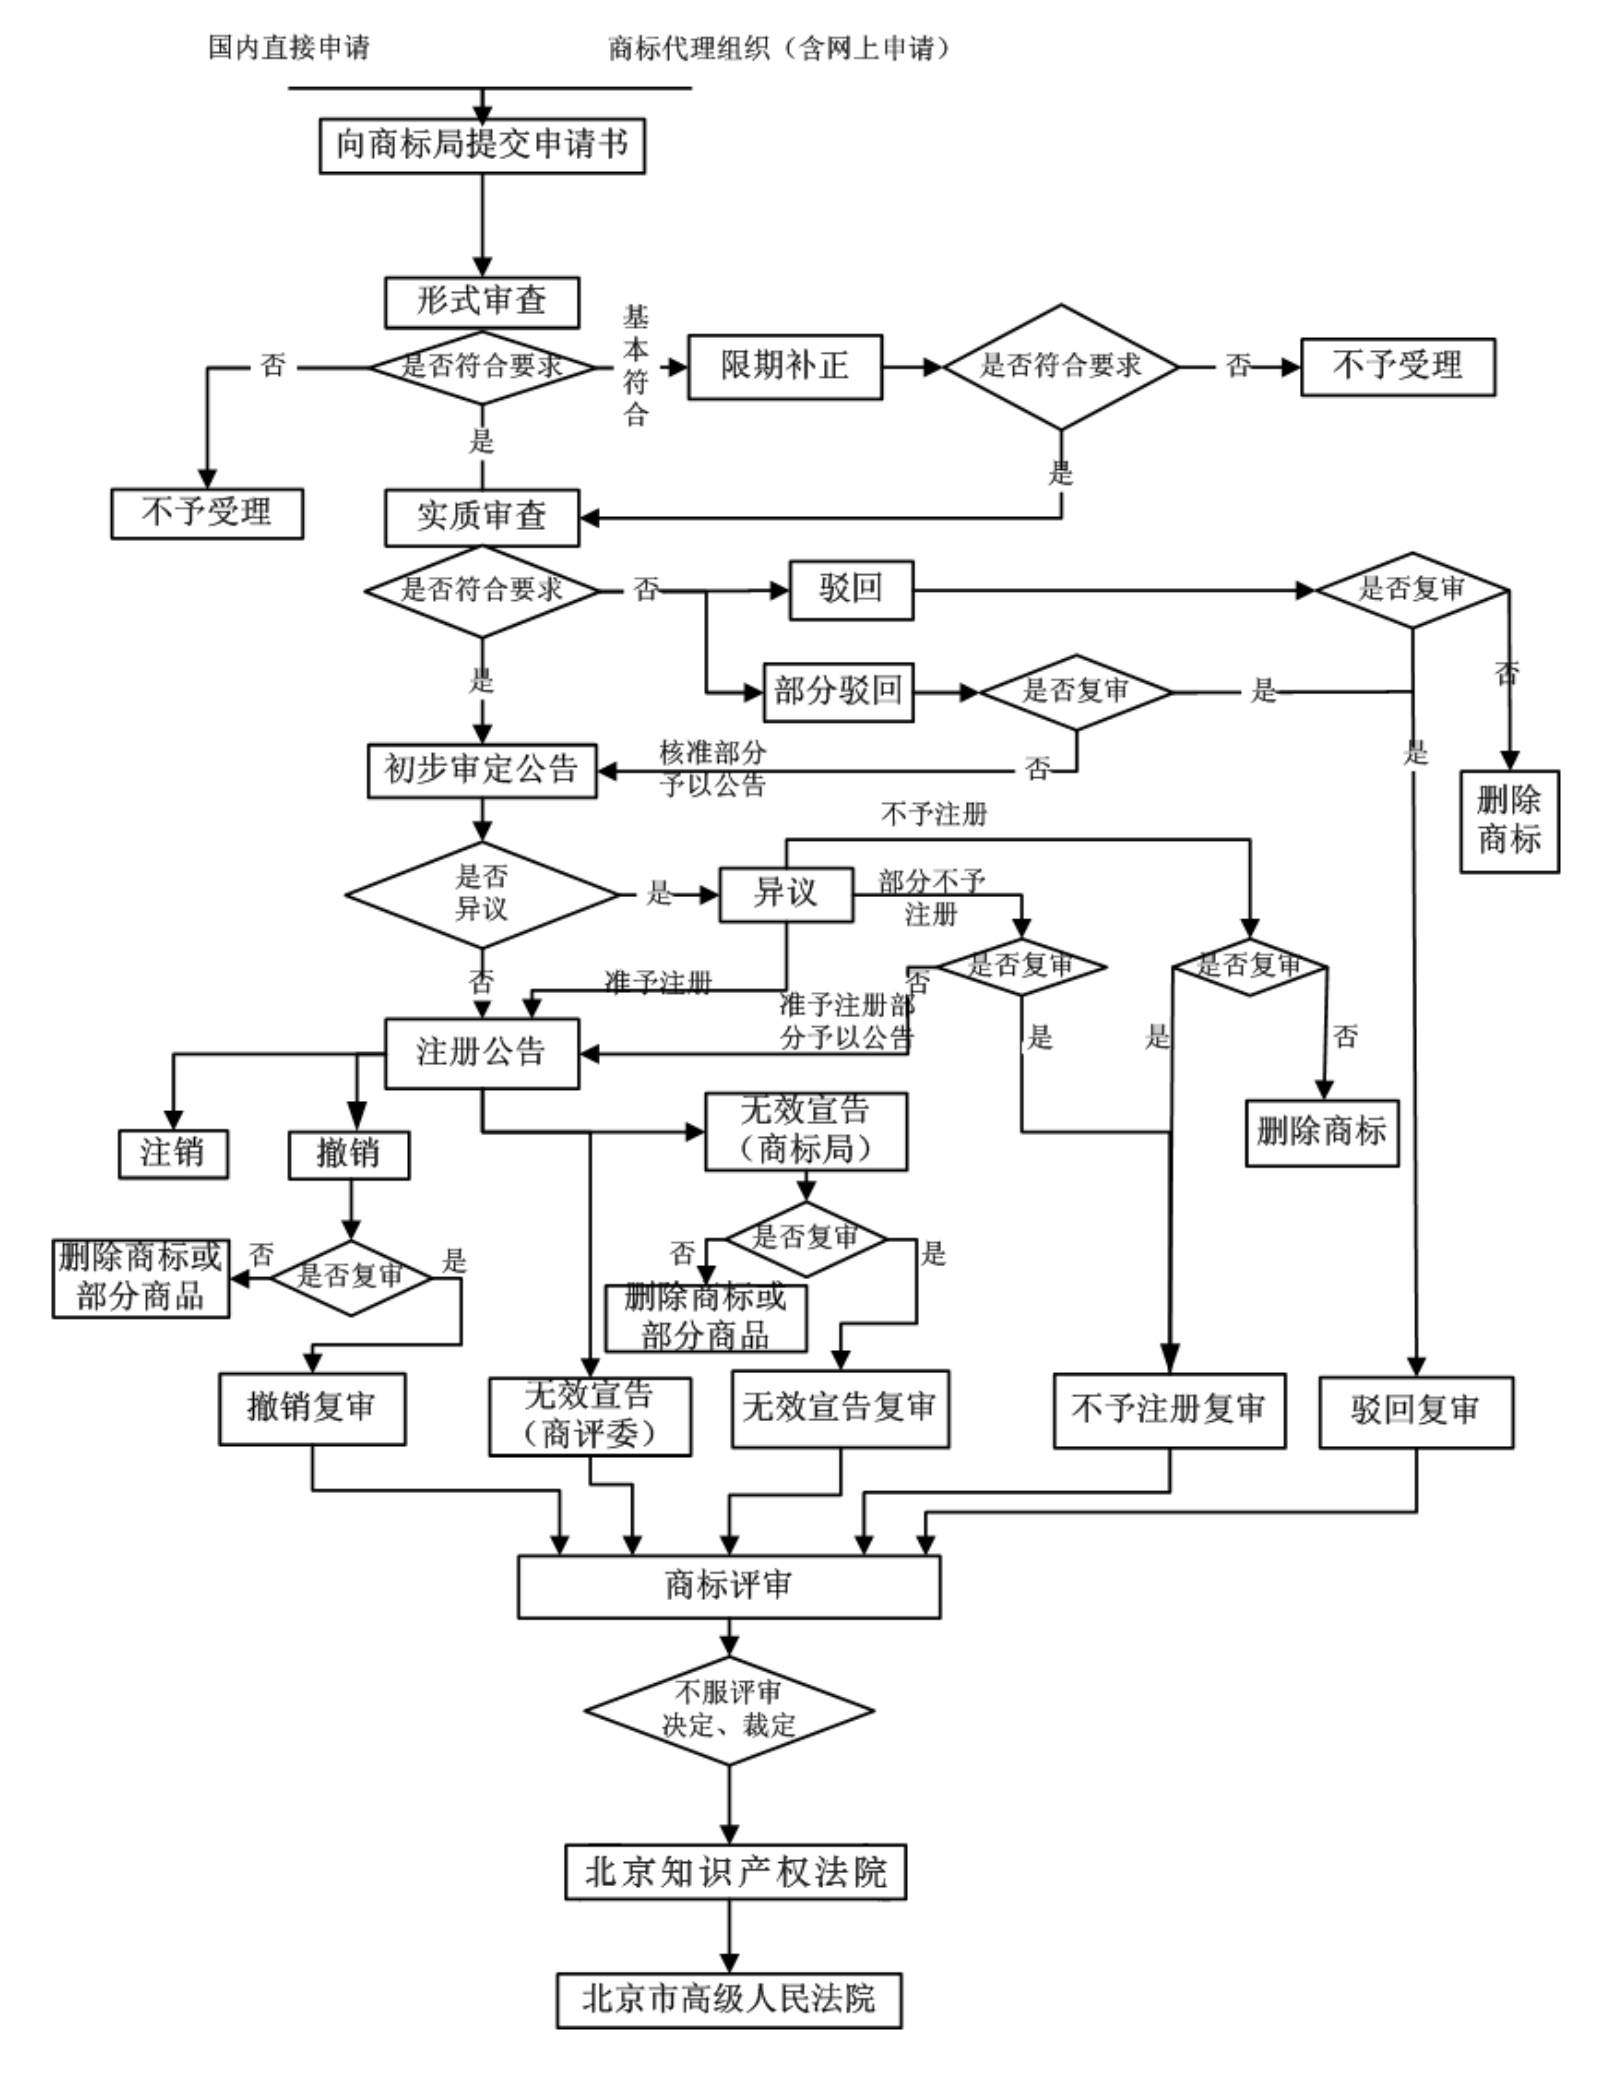 国内直接申请
商标代理组织（含网上申请）
向商标局提交申请书
形式审查
是否符合要求
否
基
本
符
合
限期补正
是否符合要求
否
不予受理
是
是
不予受理
实质审查
是否符合要求
否
驳回
是否复审
部分驳回
是否复审
是
否
是
初步审定公告
核准部分
予以公告
否
是
删除
商标
不予注册
是否
异议
是
异议
部分不予
注册
否
准予注册
是否复审
是否复审
否
准予注册部
分予以公告
是
是
否
注册公告
无效宣告
（商标局）
删除商标
注销
撤销
是否复审
否
是
删除商标或
部分商品
否
是否复审
是
删除商标或
部分商品
撤销复审
无效宣告
（商评委）
无效宣告复审
不予注册复审
驳回复审
商标评审
不服评审
决定、裁定
北京知识产权法院
北京市高级人民法院